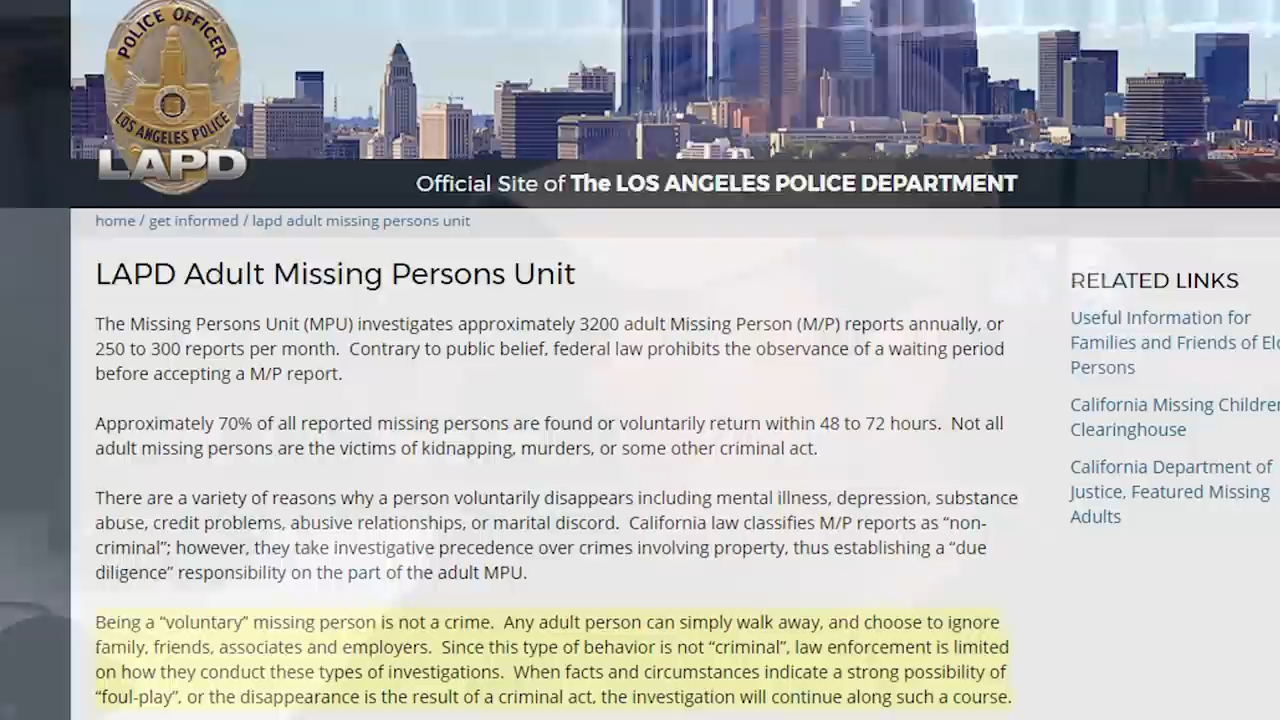 POLICE OFFICER
LOS ANGELES POLICE
LAPD
Official Site of The LOS ANGELES POLICE DEPARTMENT
home / get informed / lapd adult missing persons unit
LAPD Adult Missing Persons Unit
The Missing Persons Unit (MPU) investigates approximately 3200 adult Missing Person (M/P) reports annually, or
250 to 300 reports per month.  Contrary to public belief, federal law prohibits the observance of a waiting period
before accepting a M/P report.
Approximately 70% of all reported missing persons are found or voluntarily return within 48 to 72 hours.  Not all
adult missing persons are the victims of kidnapping, murders, or some other criminal act.
There are a variety of reasons why a person voluntarily disappears including mental illness, depression, substance
abuse, credit problems, abusive relationships, or marital discord.  California law classifies M/P reports as “non-
criminal”; however, they take investigative precedence over crimes involving property, thus establishing a “due
diligence” responsibility on the part of the adult MPU.
Being a “voluntary” missing person is not a crime.  Any adult person can simply walk away, and choose to ignore
family, friends, associates and employers.  Since this type of behavior is not “criminal”, law enforcement is limited
on how they conduct these types of investigations.  When facts and circumstances indicate a strong possibility of
“foul-play”, or the disappearance is the result of a criminal act, the investigation will continue along such a course.
RELATED LINKS
Useful Information for
Families and Friends of
Persons
California Missing
Clearinghouse
California Department of
Justice, Featured Missing
Adults